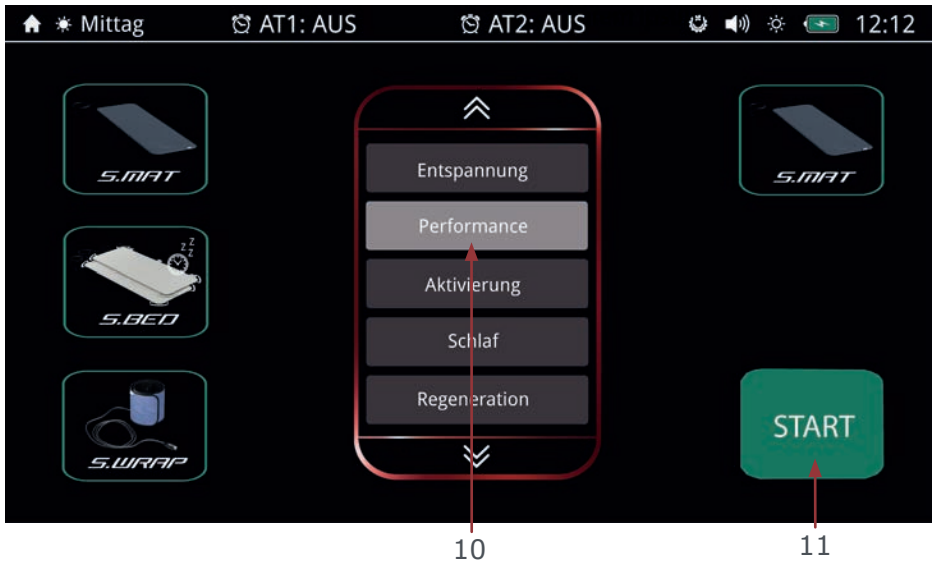 Mittag AT1: AUS AT2: AUS 12:12
S.MAT
S.BED
z z z
S.WRAP
Entspannung
Performance
Aktivierung
Schlaf
Regeneration
S.MAT
START
10
11